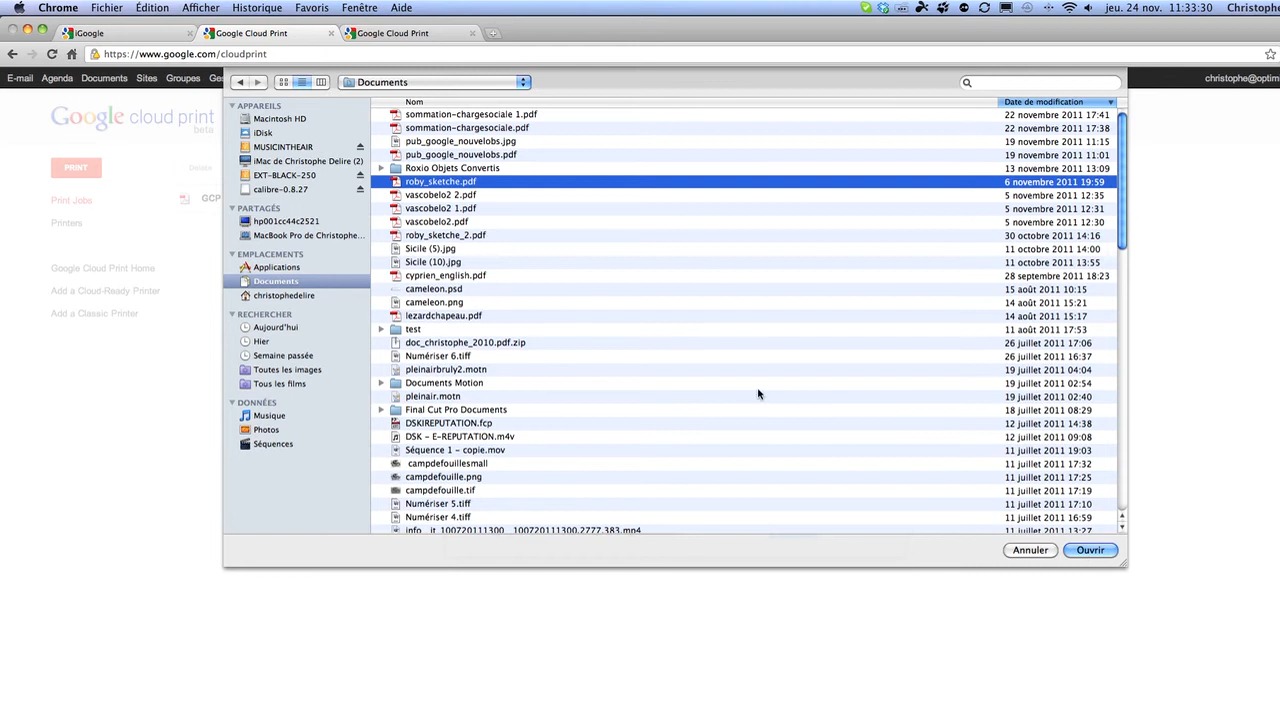 Chrome Fichier Édition Afficher Historique Favoris Fenêtre Aide jeu. 24 nov. 11:33:30 Christophe
iGoogle Google Cloud Print Google Cloud Print
https://www.google.com/cloudprint
E-mail Agenda Documents Sites Groupes Ges christophe@optim
Google cloud print
beta
PRINT Delete
Print Jobs GCP
Printers
Google Cloud Print Home
Add a Cloud-Ready Printer
Add a Classic Printer
Documents
APPAREILS
Macintosh HD
iDisk
MUSICINTHEAIR
iMac de Christophe Delire (2)
EXT-BLACK-250
calibre-0.8.27
PARTAGÉS
hp001cc44c2521
MacBook Pro de Christophe...
EMPLACEMENTS
Applications
Documents
christophedelire
RECHERCHER
Aujourd'hui
Hier
Semaine passée
Toutes les images
Tous les films
DONNÉES
Musique
Photos
Séquences
Nom Date de modification
sommation-chargesociale 1.pdf 22 novembre 2011 17:41
sommation-chargesociale.pdf 22 novembre 2011 17:38
pub_google_nouvelobs.jpg 19 novembre 2011 11:15
pub_google_nouvelobs.pdf 19 novembre 2011 11:01
Roxio Objets Convertis 13 novembre 2011 13:09
roby_sketche.pdf 6 novembre 2011 19:59
vascobelo2 2.pdf 5 novembre 2011 12:35
vascobelo2 1.pdf 5 novembre 2011 12:31
vascobelo2.pdf 5 novembre 2011 12:30
roby_sketche_2.pdf 30 octobre 2011 14:16
Sicile (5).jpg 11 octobre 2011 14:00
Sicile (10).jpg 11 octobre 2011 13:55
cyprien_english.pdf 28 septembre 2011 18:23
cameleon.psd 15 août 2011 10:15
cameleon.png 14 août 2011 15:21
lezardchapeau.pdf 14 août 2011 15:17
test 11 août 2011 17:53
doc_christophe_2010.pdf.zip 26 juillet 2011 17:06
Numériser 6.tiff 26 juillet 2011 16:37
pleinairbruly2.motn 19 juillet 2011 04:04
Documents Motion 19 juillet 2011 02:54
pleinair.motn 19 juillet 2011 02:40
Final Cut Pro Documents 18 juillet 2011 08:29
DSKIREPUTATION.fcp 12 juillet 2011 14:38
DSK - E-REPUTATION.m4v 12 juillet 2011 09:08
Séquence 1 - copie.mov 11 juillet 2011 19:03
campdefouillesmall 11 juillet 2011 17:32
campdefouille.png 11 juillet 2011 17:25
campdefouille.tif 11 juillet 2011 17:19
Numériser 5.tiff 11 juillet 2011 17:10
Numériser 4.tiff 11 juillet 2011 16:59
info_it_100720111300_100720111300.2777.383.mp4 11 juillet 2011 13:27
Annuler Ouvrir